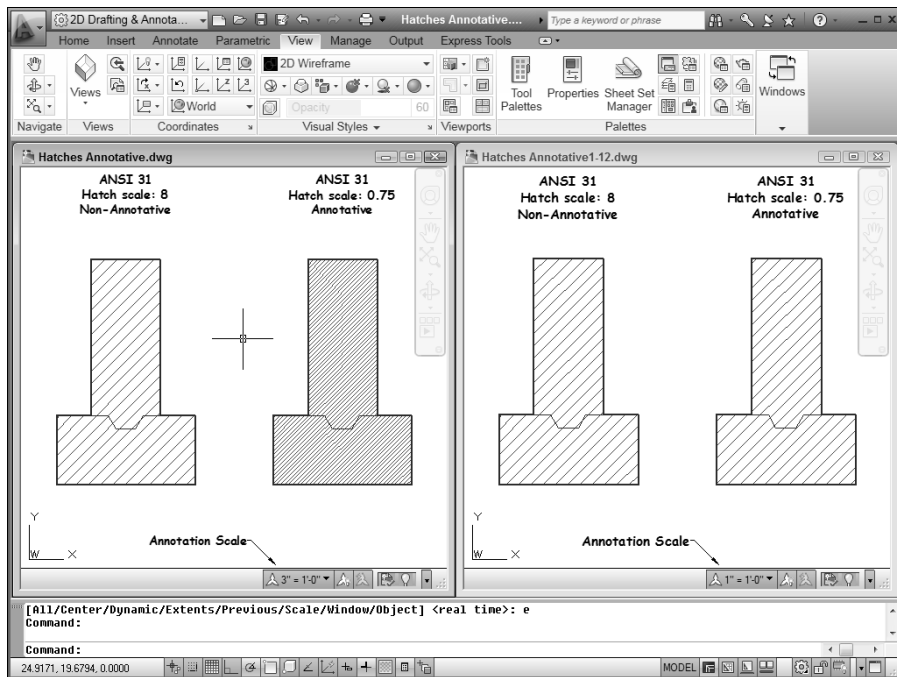 2D Drafting & Annota...
Hatches Annotative....
Type a keyword or phrase
Home Insert Annotate Parametric View Manage Output Express Tools
Views
2D Wireframe
World
Opacity 60
Tool Palettes
Properties
Sheet Set Manager
Windows
Navigate Views Coordinates Visual Styles Viewports Palettes
Hatches Annotative.dwg
ANSI 31
Hatch scale: 8
Non-Annotative
ANSI 31
Hatch scale: 0.75
Annotative
Y
W X
Annotation Scale
3" = 1'-0"
Hatches Annotative1-12.dwg
ANSI 31
Hatch scale: 8
Non-Annotative
ANSI 31
Hatch scale: 0.75
Annotative
Y
W X
Annotation Scale
1" = 1'-0"
[All/Center/Dynamic/Extents/Previous/Scale/Window/Object] <real time>: e
Command:
Command:
24.9171, 19.6794, 0.0000
MODEL